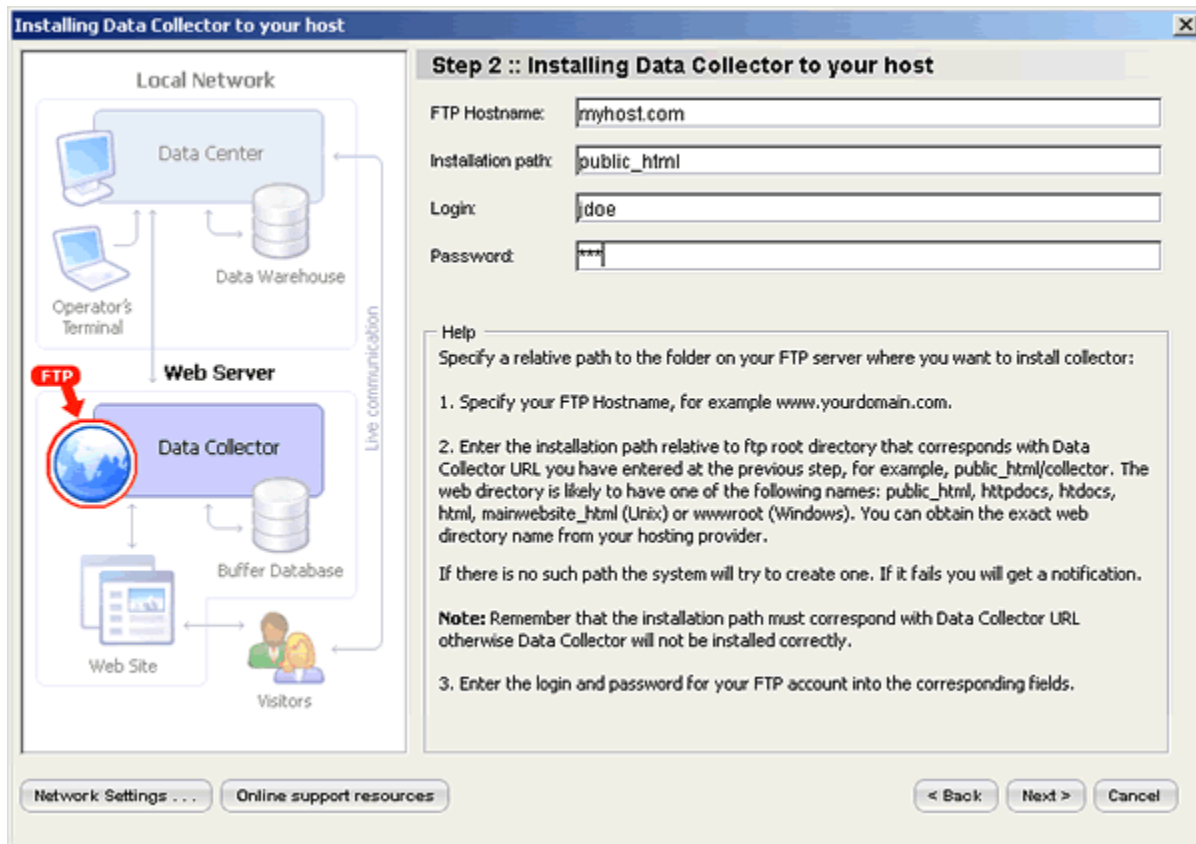 Installing Data Collector to your host
Local Network
Data Center
Data Warehouse
Operator's
Terminal
Live communication
Web Server
FTP
Data Collector
Buffer Database
Web Site
Visitors
Step 2 :: Installing Data Collector to your host
FTP Hostname: myhost.com
Installation path: public_html
Login: jdoe
Password: ***
Help
Specify a relative path to the folder on your FTP server where you want to install collector:
1. Specify your FTP Hostname, for example www.yourdomain.com.
2. Enter the installation path relative to ftp root directory that corresponds with Data
Collector URL you have entered at the previous step, for example, public_html/collector. The
web directory is likely to have one of the following names: public_html, httpdocs, htdocs,
html, mainwebsite_html (Unix) or wwwroot (Windows). You can obtain the exact web
directory name from your hosting provider.
If there is no such path the system will try to create one. If it fails you will get a notification.
Note: Remember that the installation path must correspond with Data Collector URL
otherwise Data Collector will not be installed correctly.
3. Enter the login and password for your FTP account into the corresponding fields.
Network Settings . . .
Online support resources
< Back
Next >
Cancel